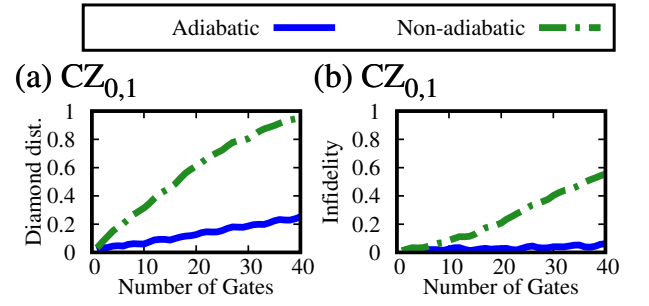 Adiabatic Non-adiabatic
(a) CZ0,1 (b) CZ0,1
Diamond dist.
1
0.8
0.6
0.4
0.2
0
0 10 20 30 40
Number of Gates
Infidelity
1
0.8
0.6
0.4
0.2
0
0 10 20 30 40
Number of Gates